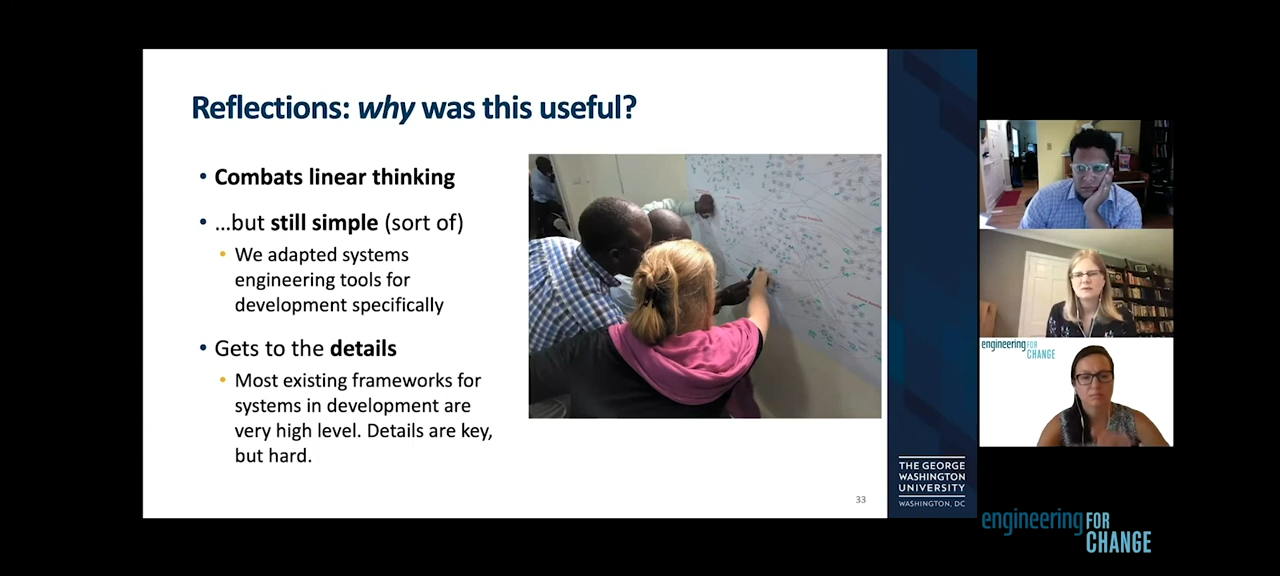 Reflections: why was this useful?
• Combats linear thinking
• ...but still simple (sort of)
• We adapted systems
engineering tools for
development specifically
• Gets to the details
• Most existing frameworks for
systems in development are
very high level. Details are key,
but hard.
33
THE GEORGE
WASHINGTON
UNIVERSITY
WASHINGTON, DC
engineering FOR
CHANGE
engineering FOR
CHANGE